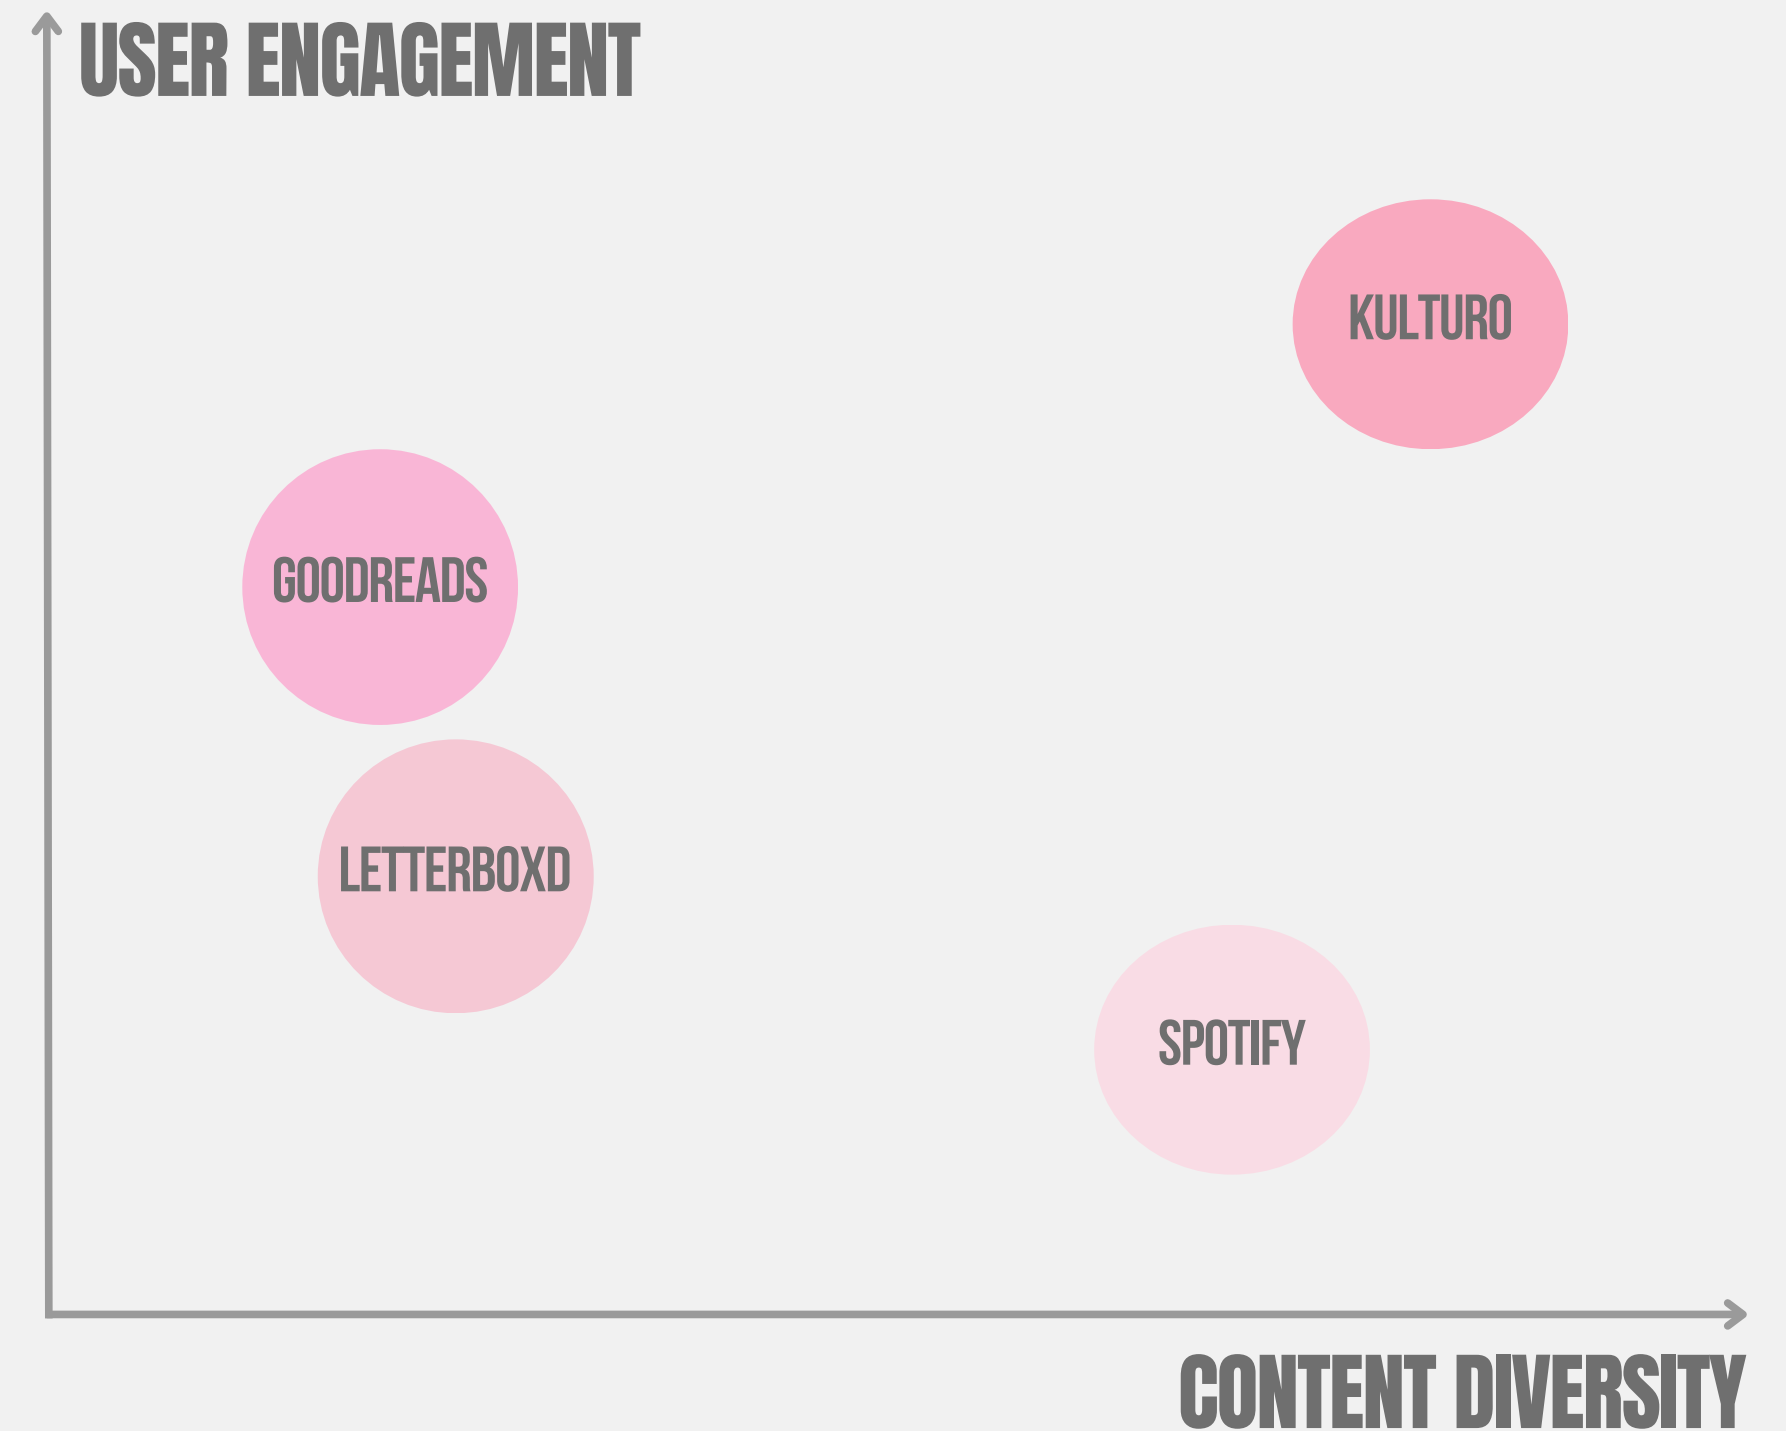 USER ENGAGEMENT
KULTURO
GOODREADS
LETTERBOXD
SPOTIFY
CONTENT DIVERSITY